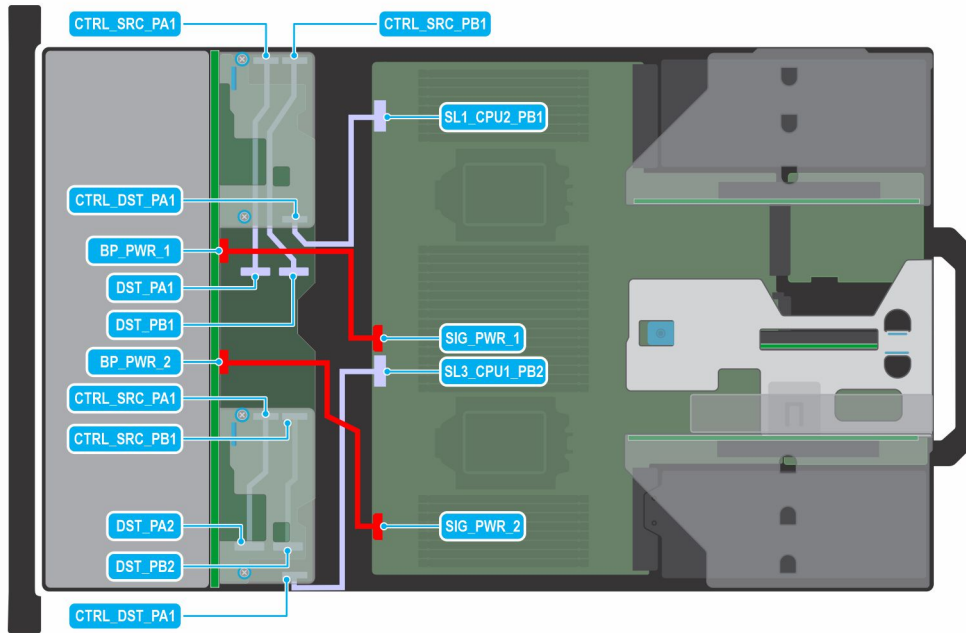 CTRL_SRC_PA1
CTRL_SRC_PB1
SL1_CPU2_PB1
CTRL_DST_PA1
BP_PWR_1
DST_PA1
DST_PB1
SIG_PWR_1
BP_PWR_2
SL3_CPU1_PB2
CTRL_SRC_PA1
CTRL_SRC_PB1
DST_PA2
SIG_PWR_2
DST_PB2
CTRL_DST_PA1